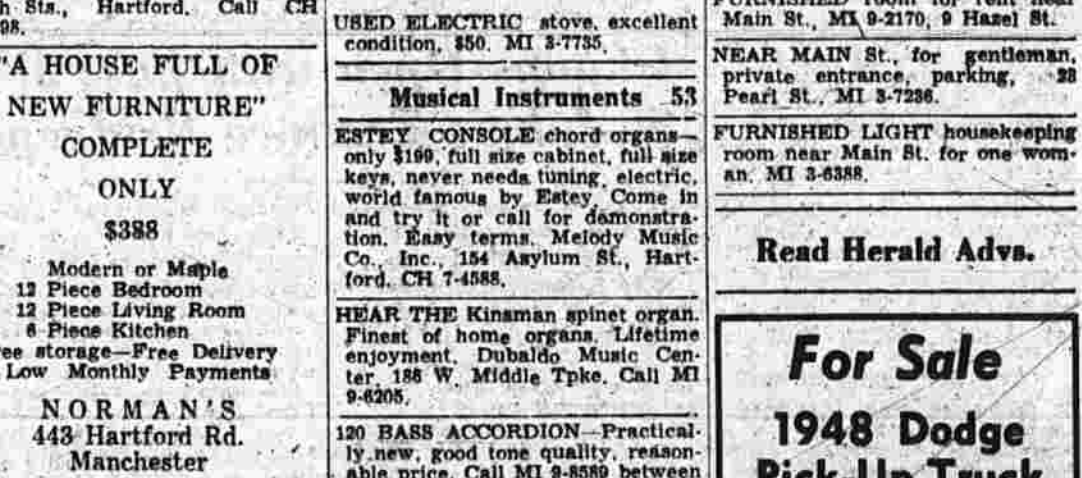 h Sts., Hartford. Call CH
98.
"A HOUSE FULL OF
NEW FURNITURE"
COMPLETE
ONLY
$388
Modern or Maple
12 Piece Bedroom
12 Piece Living Room
6 Piece Kitchen
ee storage—Free Delivery
Low Monthly Payments
NORMAN'S
443 Hartford Rd.
Manchester
USED ELECTRIC stove, excellent
condition, $50. MI 3-7735.
Musical Instruments 53
ESTEY CONSOLE chord organs—
only $199, full size cabinet, full size
keys, never needs tuning, electric,
world famous by Estey. Come in
and try it or call for demonstra-
tion. Easy terms. Melody Music
Co., Inc., 154 Asylum St., Hart-
ford. CH 7-4588.
HEAR THE Kinsman spinet organ.
Finest of home organs. Lifetime
enjoyment. Dubaldo Music Cen-
ter, 186 W. Middle Tpke. Call MI
9-6205.
120 BASS ACCORDION—Practical-
ly new, good tone quality, reason-
able price. Call MI 9-8589 between
FURNISHED room for rent near
Main St., MI 9-2170, 9 Hazel St.
NEAR MAIN St., for gentleman,
private entrance, parking,
Pearl St., MI 3-7236.
FURNISHED LIGHT housekeeping
room near Main St. for one wom-
an. MI 3-6388.
Read Herald Advs.
For Sale
1948 Dodge
Pick-Up Truck